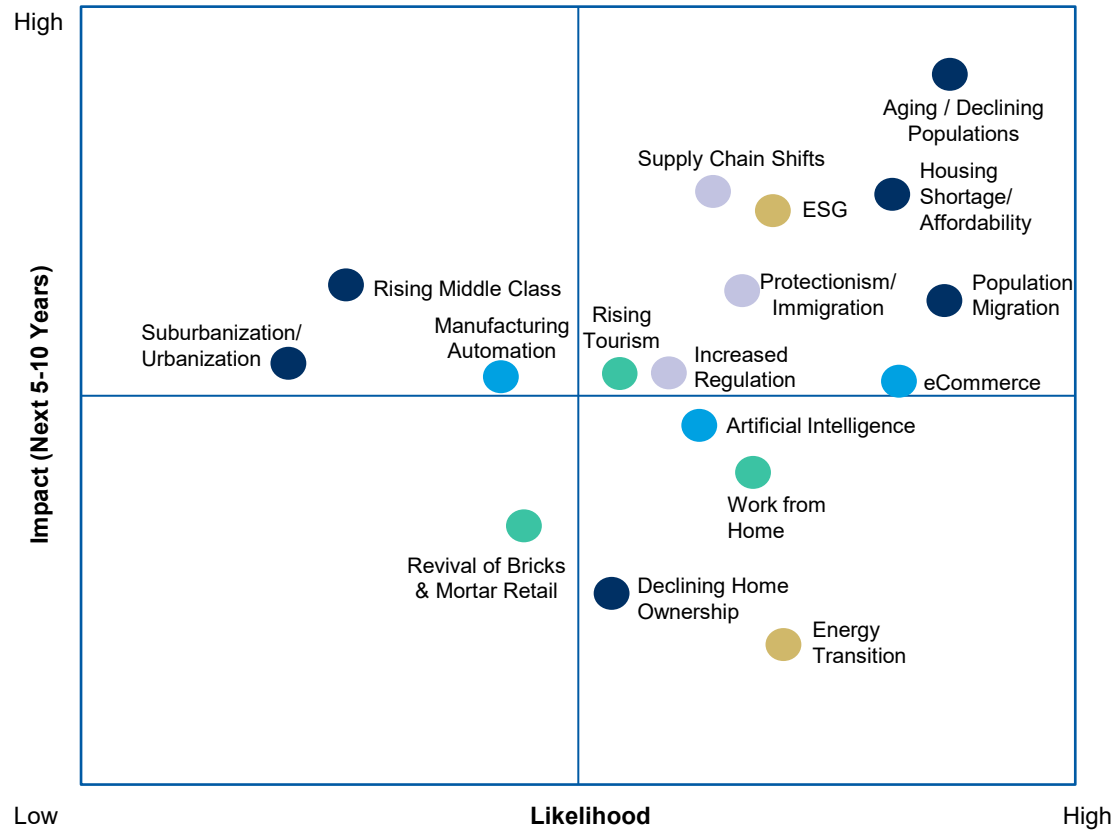 High
Aging / Declining
Populations
Supply Chain Shifts
Housing
Shortage/
Affordability
ESG
Rising Middle Class
Protectionism/
Immigration
Population
Migration
Suburbanization/
Urbanization
Manufacturing
Automation
Rising
Tourism
Increased
Regulation
eCommerce
Impact (Next 5-10 Years)
Artificial Intelligence
Work from
Home
Revival of Bricks
& Mortar Retail
Declining Home
Ownership
Energy
Transition
Low
Likelihood
High